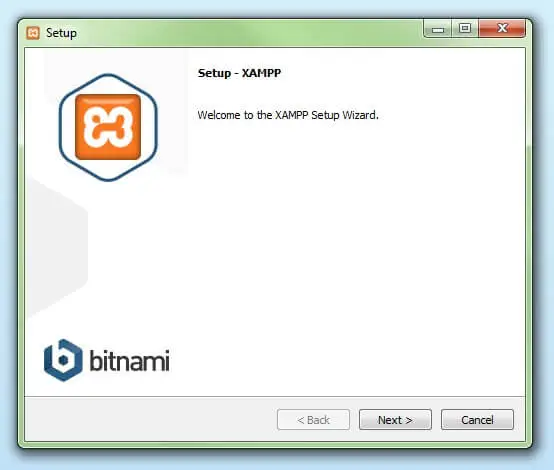 Setup
Setup - XAMPP
Welcome to the XAMPP Setup Wizard.
bitnami
< Back
Next >
Cancel